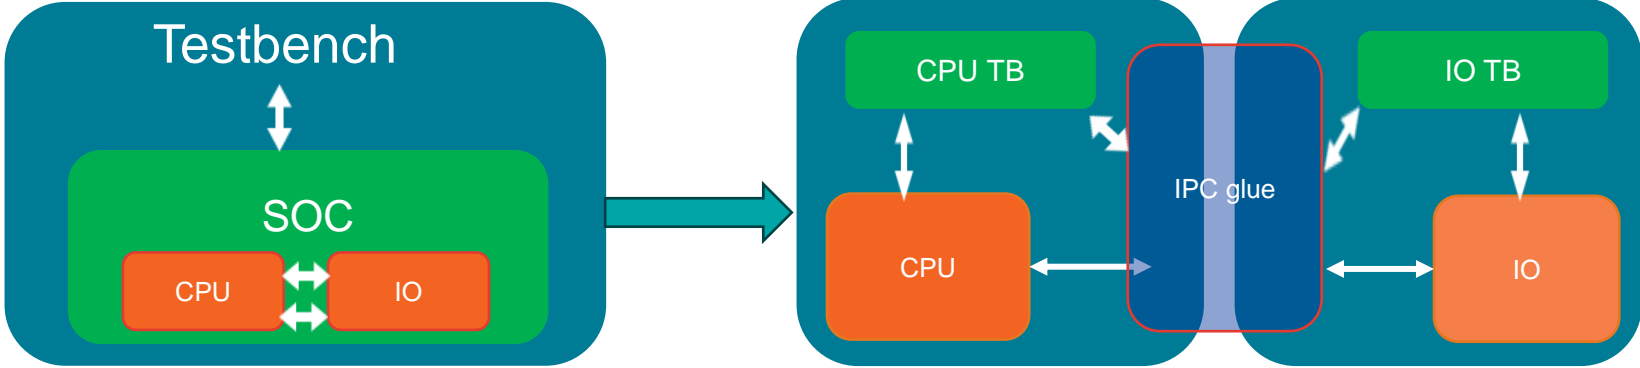 Testbench
SOC
CPU
IO
CPU TB
IO TB
IPC glue
CPU
IO